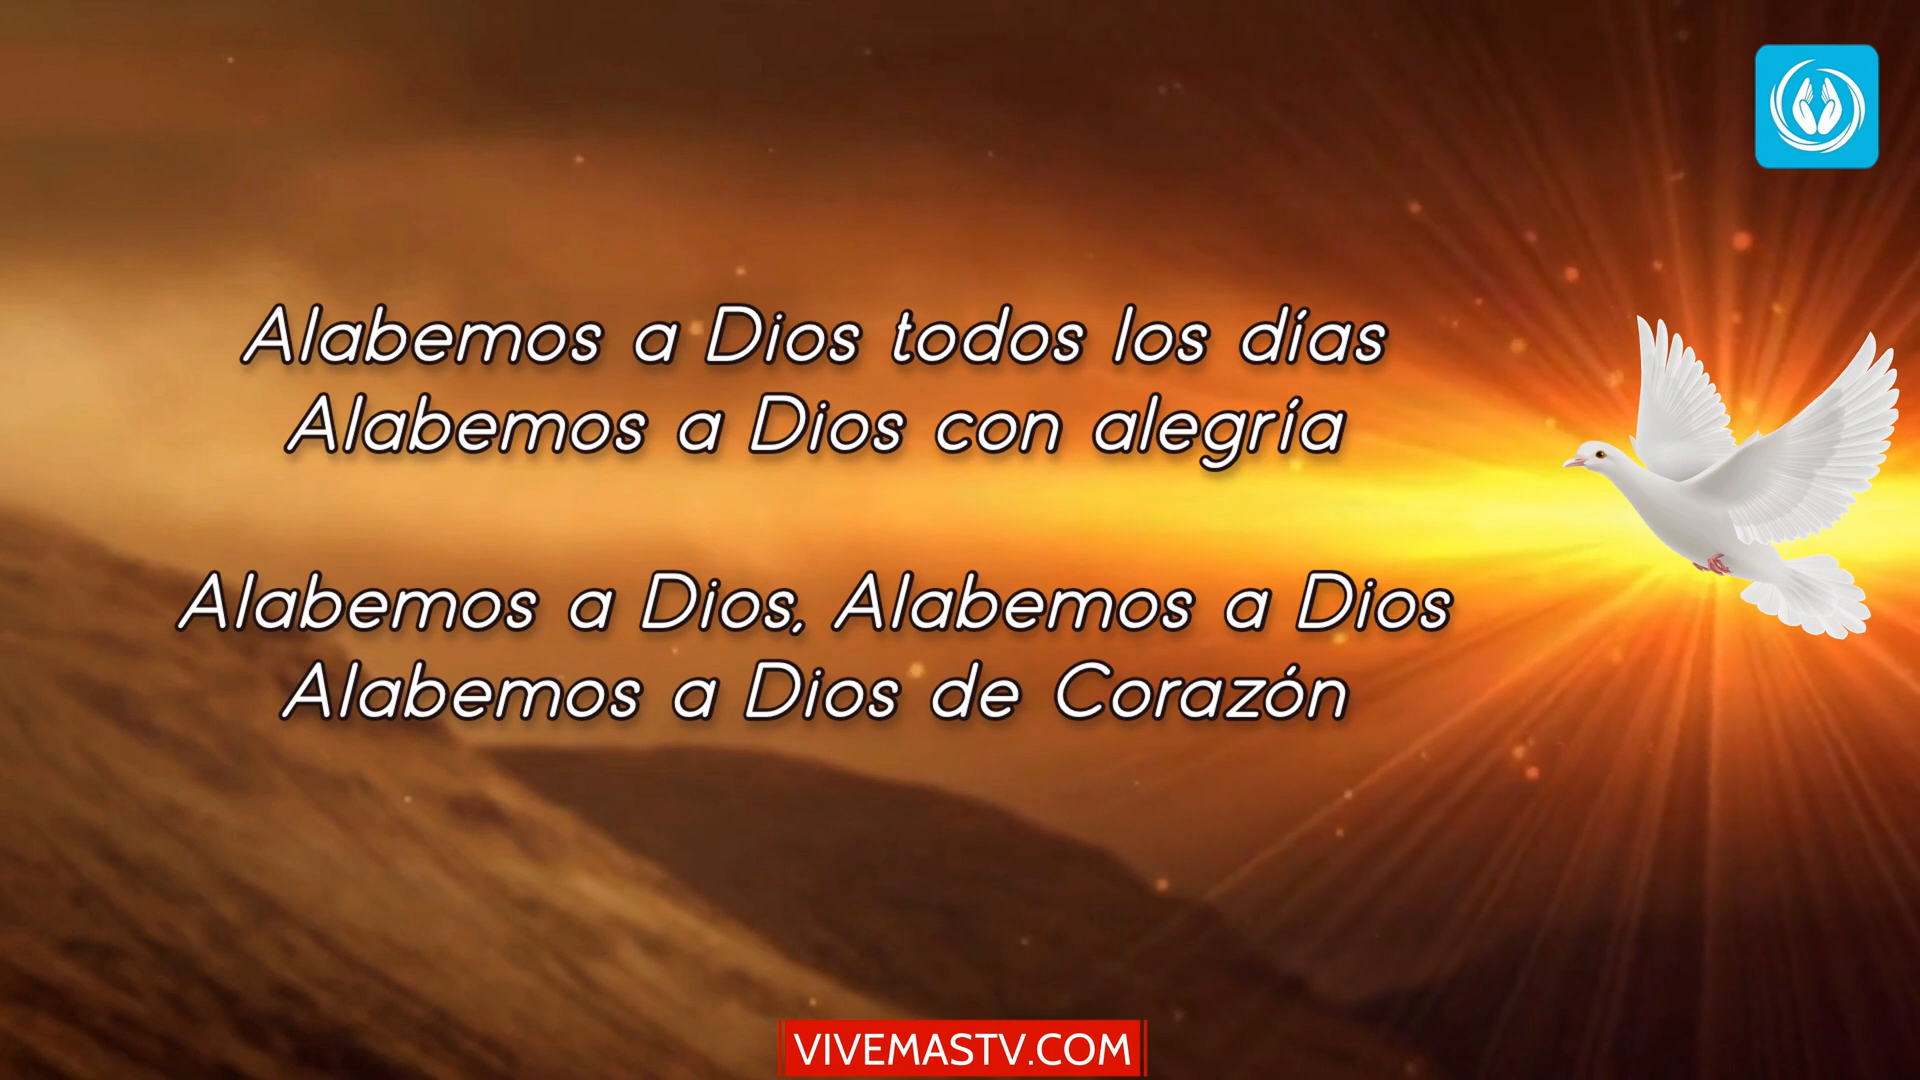 Alabemos a Dios todos los días
Alabemos a Dios con alegría
Alabemos a Dios, Alabemos a Dios
Alabemos a Dios de Corazón
VIVEMASTV.COM